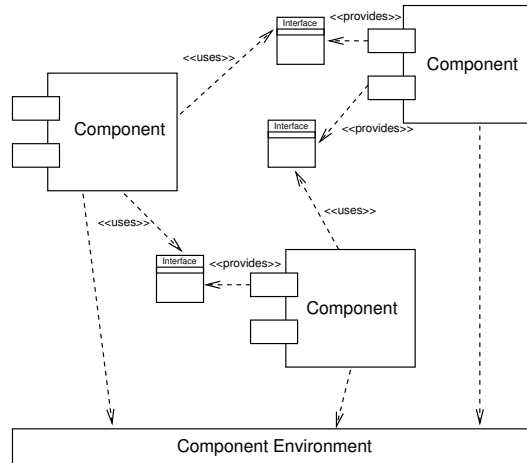 <<provides>>
Interface
<<uses>>
Component
Component
Interface
<<provides>>
<<uses>>
<<uses>>
Interface
<<provides>>
Component
Component Environment